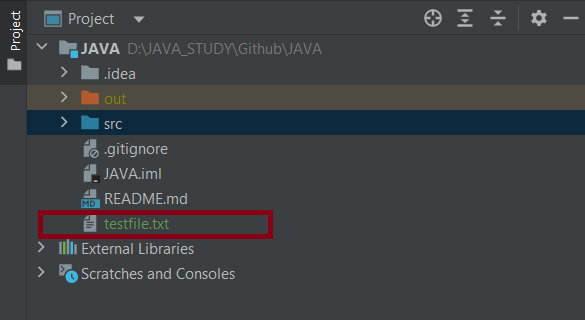 Project
Project
JAVA D:\JAVA_STUDY\Github\JAVA
.idea
out
src
.gitignore
JAVA.iml
MD README.md
testfile.txt
External Libraries
Scratches and Consoles